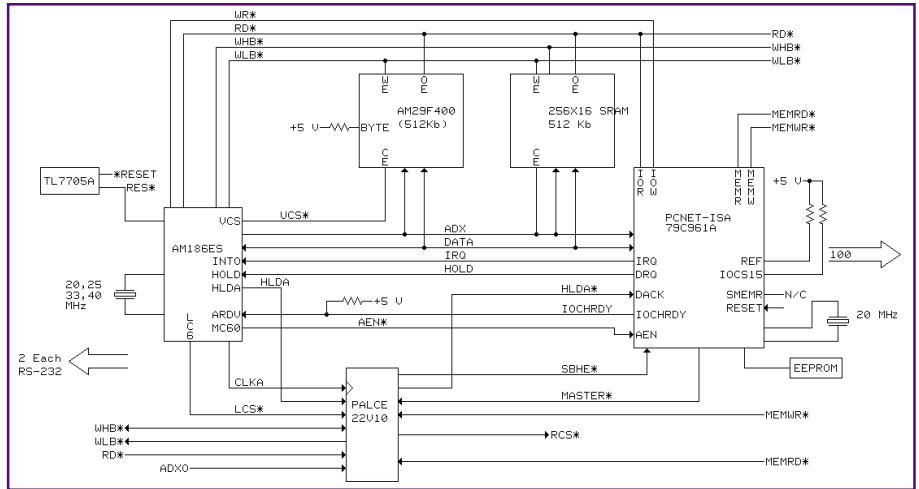 WR*
RD*
WHB*
WLB*
RD*
WHB*
WLB*
WE
OE
AM29F400
(512Kb)
+5 V
BYTE
CE
WE
OE
256X16 SRAM
512 Kb
CE
MEMRD*
MEMWR*
TL7705A
*RESET
RES*
UCS*
VCS
AM186ES
INTO
HOLD
HLDA
ARDV
MC60
LC6
20,25
33,40
MHz
2 Each
RS-232
ADX
DATA
IRQ
HOLD
HLDA
+5 V
AEN*
HLDA*
IOCHRDY
IOR
IOW
MEMR
MEMW
PCNET-ISA
79C961A
IRQ
DRQ
DACK
IOCHRDY
AEN
REF
IOCS15
SMEMR
RESET
+5 V
100
N/C
20 MHz
EEPROM
CLKA
LCS*
PALCE
22V10
SBHE*
MASTER*
MEMWR*
RCS*
MEMRD*
WHB*
WLB*
RD*
ADX0